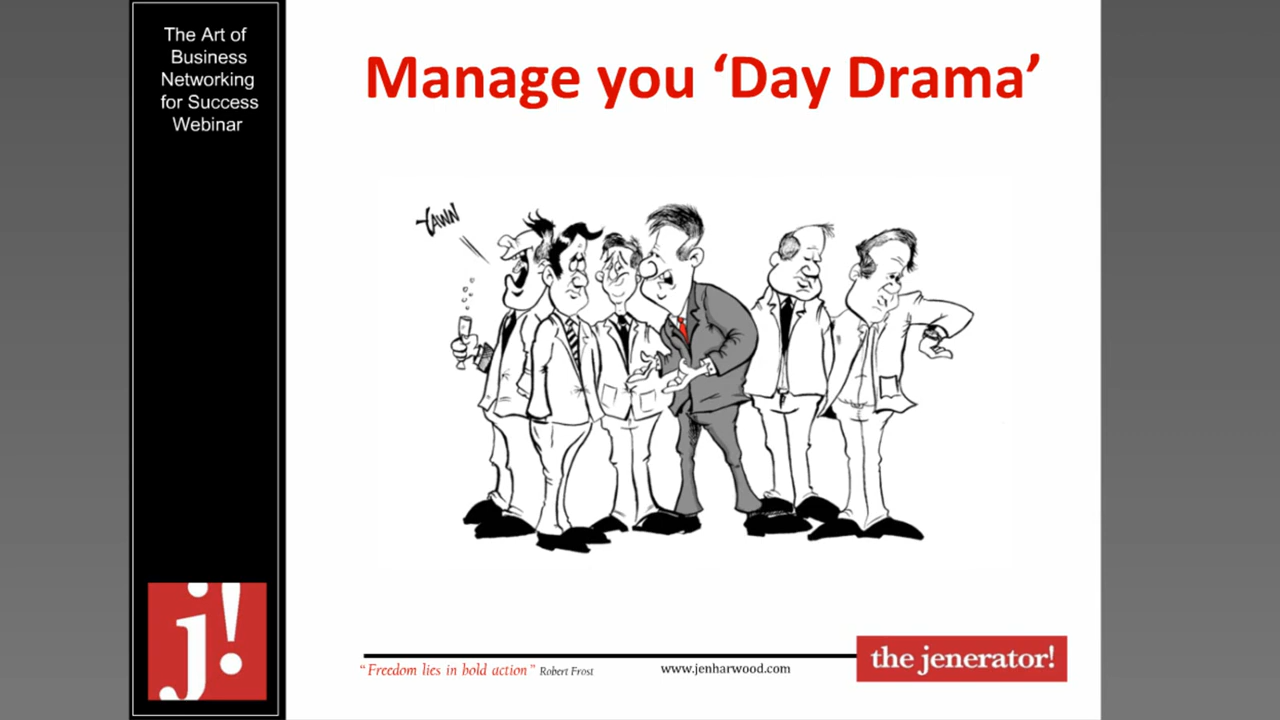 The Art of
Business
Networking
for Success
Webinar
Manage you ‘Day Drama’
YAWN
j!
“Freedom lies in bold action” Robert Frost
www.jenharwood.com
the jenerator!